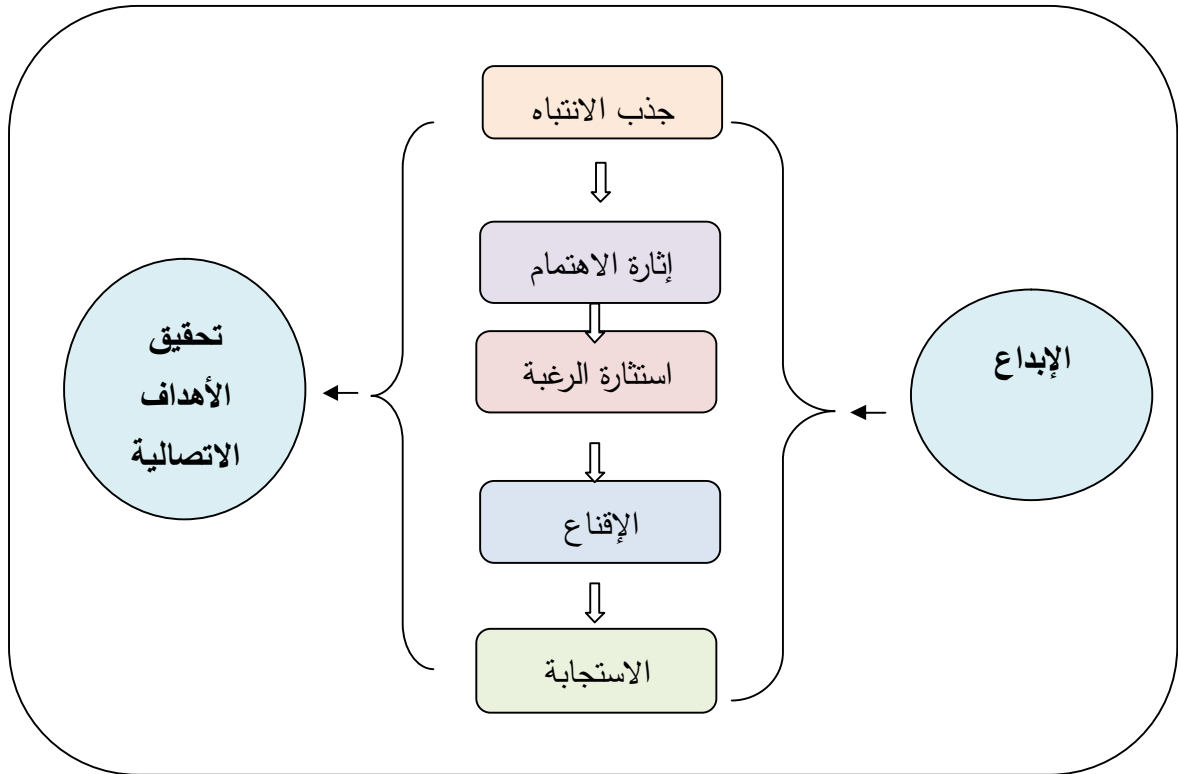 الإبداع
جذب الانتباه
إثارة الاهتمام
استثارة الرغبة
الإقناع
الاستجابة
تحقيق
الأهداف
الاتصالية